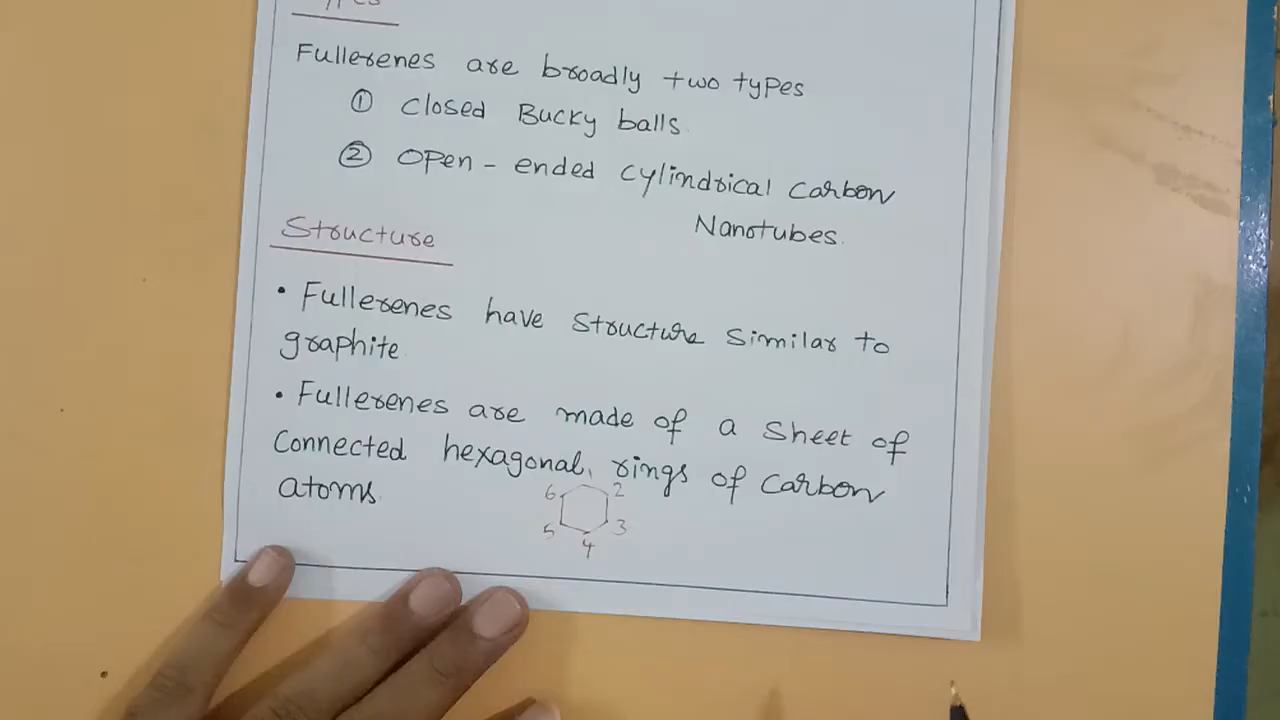 Types
Fullerenes are broadly two types
① closed Bucky balls.
② Open-ended cylindrical carbon
Nanotubes.
Structure
• Fullerenes have structure similar to
graphite.
• Fullerenes are made of a sheet of
connected hexagonal rings of carbon
atoms.
6 1 2
5 3
4